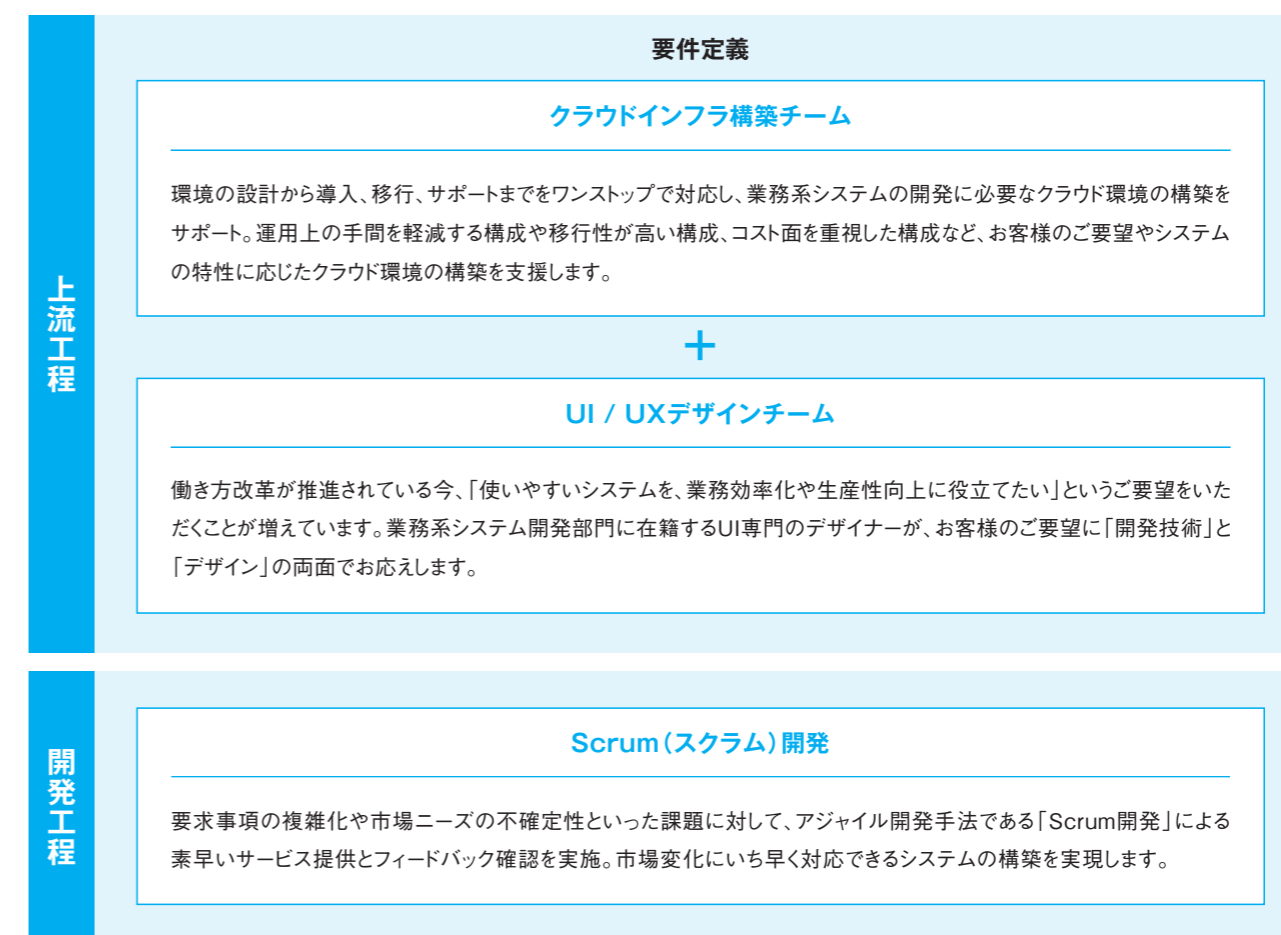 上流工程
要件定義
クラウドインフラ構築チーム
環境の設計から導入、移行、サポートまでをワンストップで対応し、業務系システムの開発に必要なクラウド環境の構築を
サポート。運用上の手間を軽減する構成や移行性が高い構成、コスト面を重視した構成など、お客様のご要望やシステム
の特性に応じたクラウド環境の構築を支援します。
+
UI / UXデザインチーム
働き方改革が推進されている今、「使いやすいシステムを、業務効率化や生産性向上に役立てたい」というご要望をいた
だくことが増えています。業務系システム開発部門に在籍するUI専門のデザイナーが、お客様のご要望に「開発技術」と
「デザイン」の両面でお応えします。
開発工程
Scrum（スクラム）開発
要求事項の複雑化や市場ニーズの不確定性といった課題に対して、アジャイル開発手法である「Scrum開発」による
素早いサービス提供とフィードバック確認を実施。市場変化にいち早く対応できるシステムの構築を実現します。